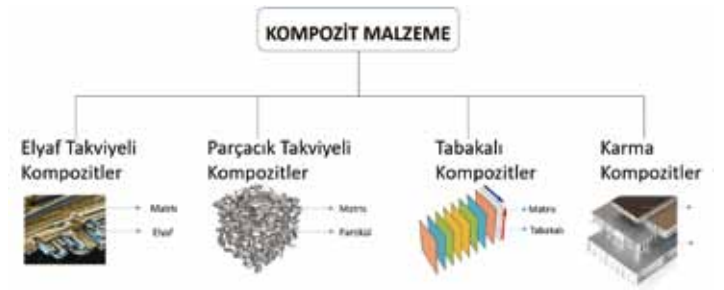 KOMPOZİT MALZEME
Elyaf Takviyeli
Kompozitler
Matris
Elyaf
Parçacık Takviyeli
Kompozitler
Matris
Partikül
Tabakalı
Kompozitler
Matris
Tabakalı
Karma
Kompozitler